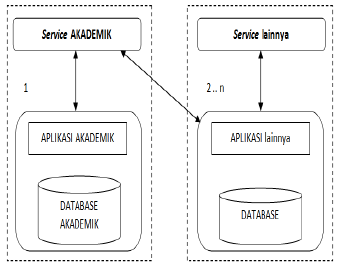 Service AKADEMIK
Service lainnya
1
2 .. n
APLIKASI AKADEMIK
APLIKASI lainnya
DATABASE
AKADEMIK
DATABASE